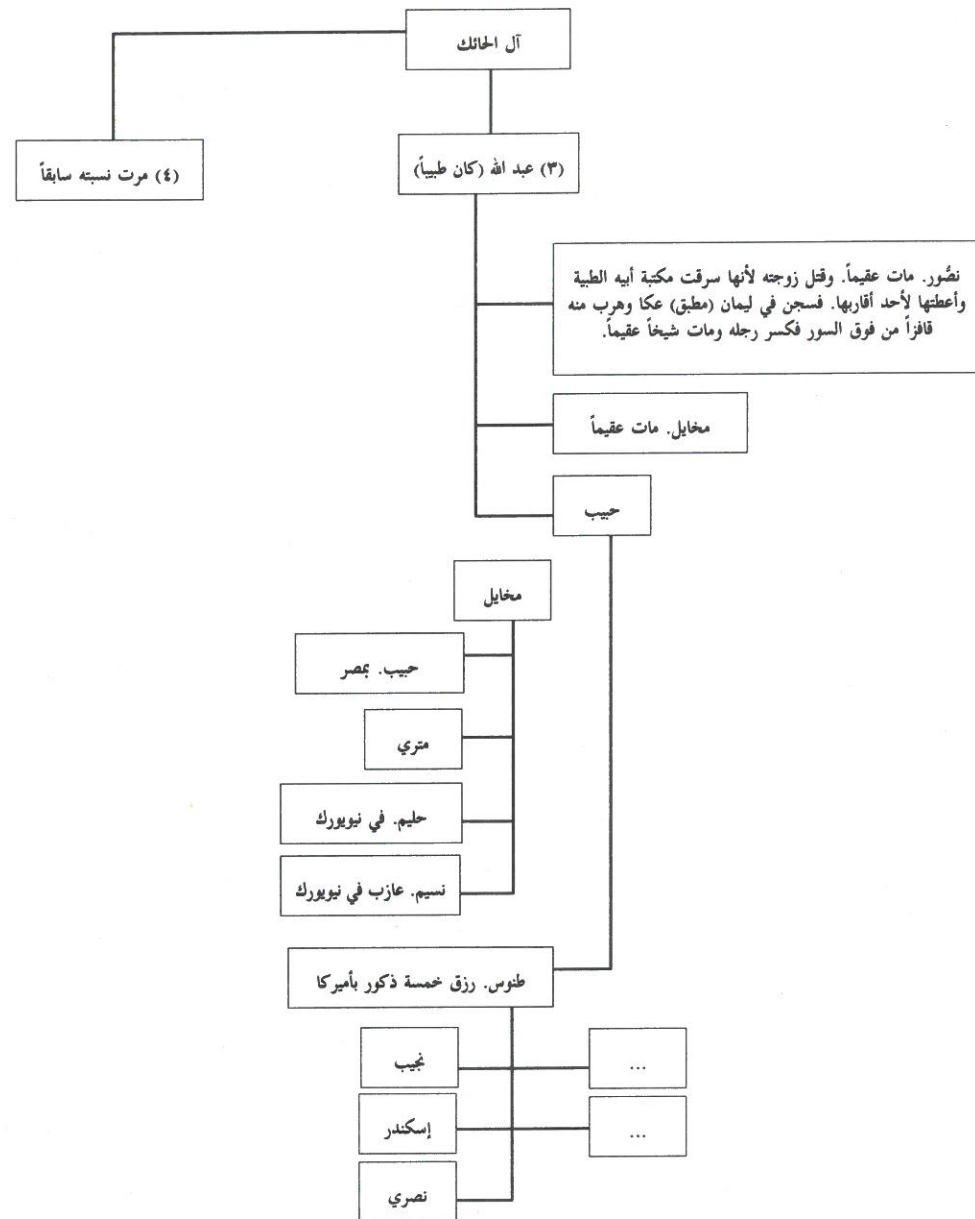 آل الحائك
(٣) عبد الله (كان طبيباً)
(٤) مرت نسبته سابقاً
نصُّور. مات عقيماً. وقتل زوجته لأنها سرقت مكتبة أبيه الطبية
وأعطتها لأحد أقاربها. فسجن في ليمان (مطبق) عكا وهرب منه
قافزاً من فوق السور فكسر رجله ومات شيخاً عقيماً.
مخايل. مات عقيماً
حبيب
مخايل
حبيب. بمصر
متري
حليم. في نيويورك
نسيم. عازب في نيويورك
طنوس. رزق خمسة ذكور بأميركا
...
نجيب
...
إسكندر
نصري